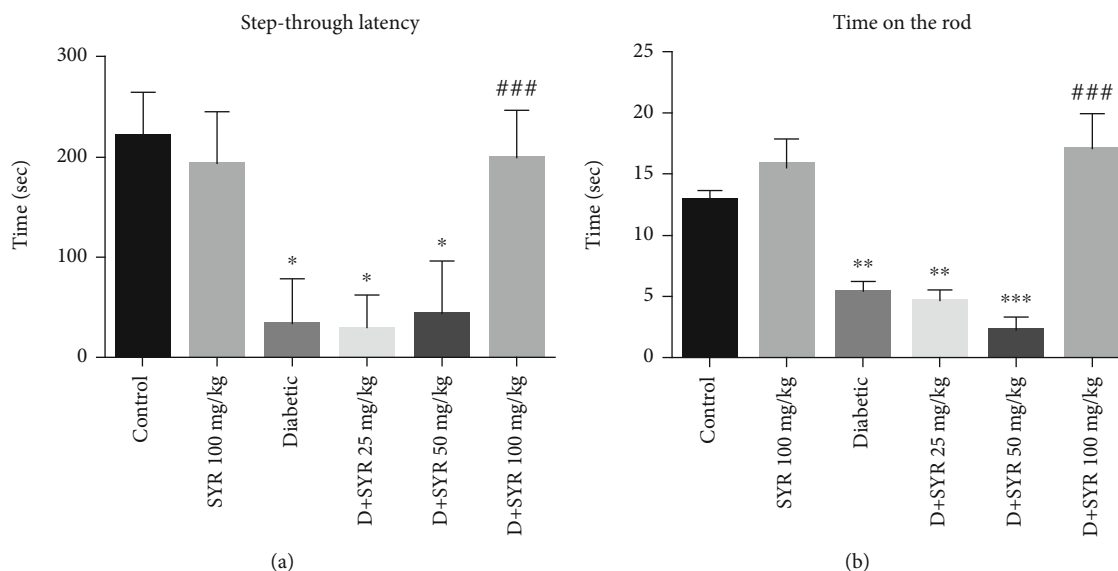 Step-through latency
300
200
100
0
Time (sec)
*
*
*
###
Control
SYR 100 mg/kg
Diabetic
D+SYR 25 mg/kg
D+SYR 50 mg/kg
D+SYR 100 mg/kg
(a)
Time on the rod
25
20
15
10
5
0
Time (sec)
**
**
***
###
Control
SYR 100 mg/kg
Diabetic
D+SYR 25 mg/kg
D+SYR 50 mg/kg
D+SYR 100 mg/kg
(b)